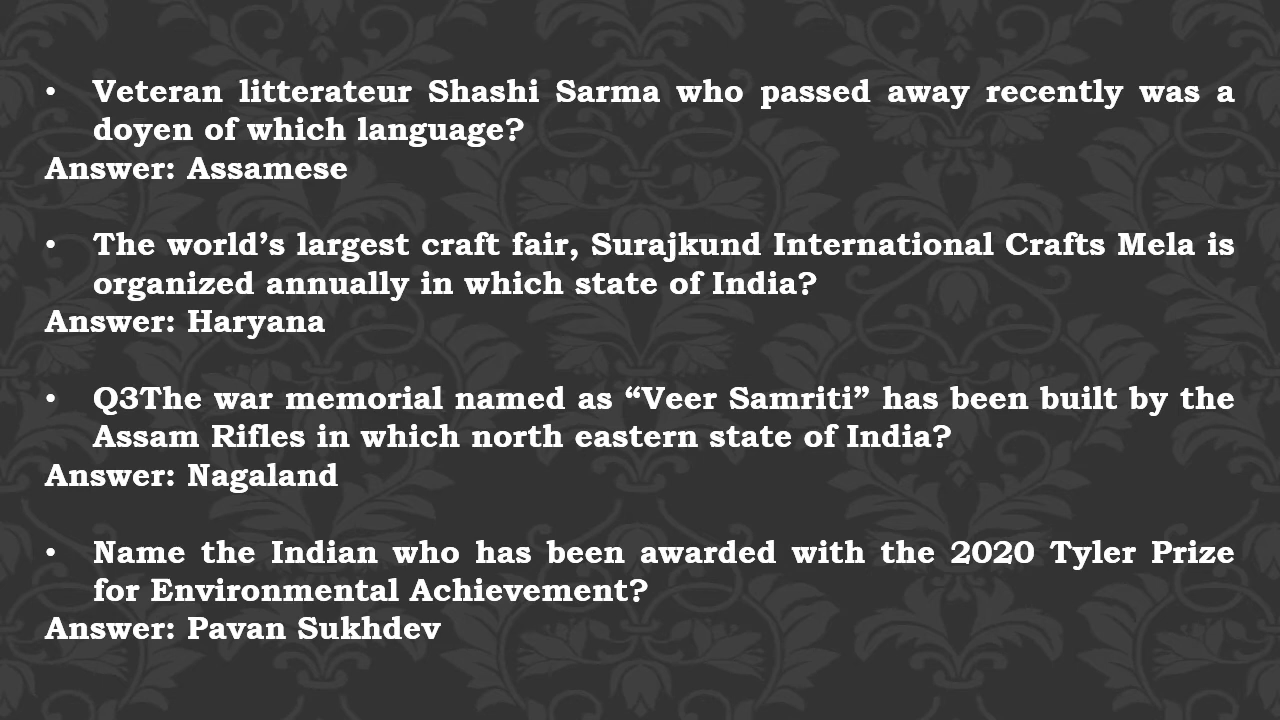 • Veteran litterateur Shashi Sarma who passed away recently was a
doyen of which language?
Answer: Assamese
• The world’s largest craft fair, Surajkund International Crafts Mela is
organized annually in which state of India?
Answer: Haryana
• Q3The war memorial named as “Veer Samriti” has been built by the
Assam Rifles in which north eastern state of India?
Answer: Nagaland
• Name the Indian who has been awarded with the 2020 Tyler Prize
for Environmental Achievement?
Answer: Pavan Sukhdev